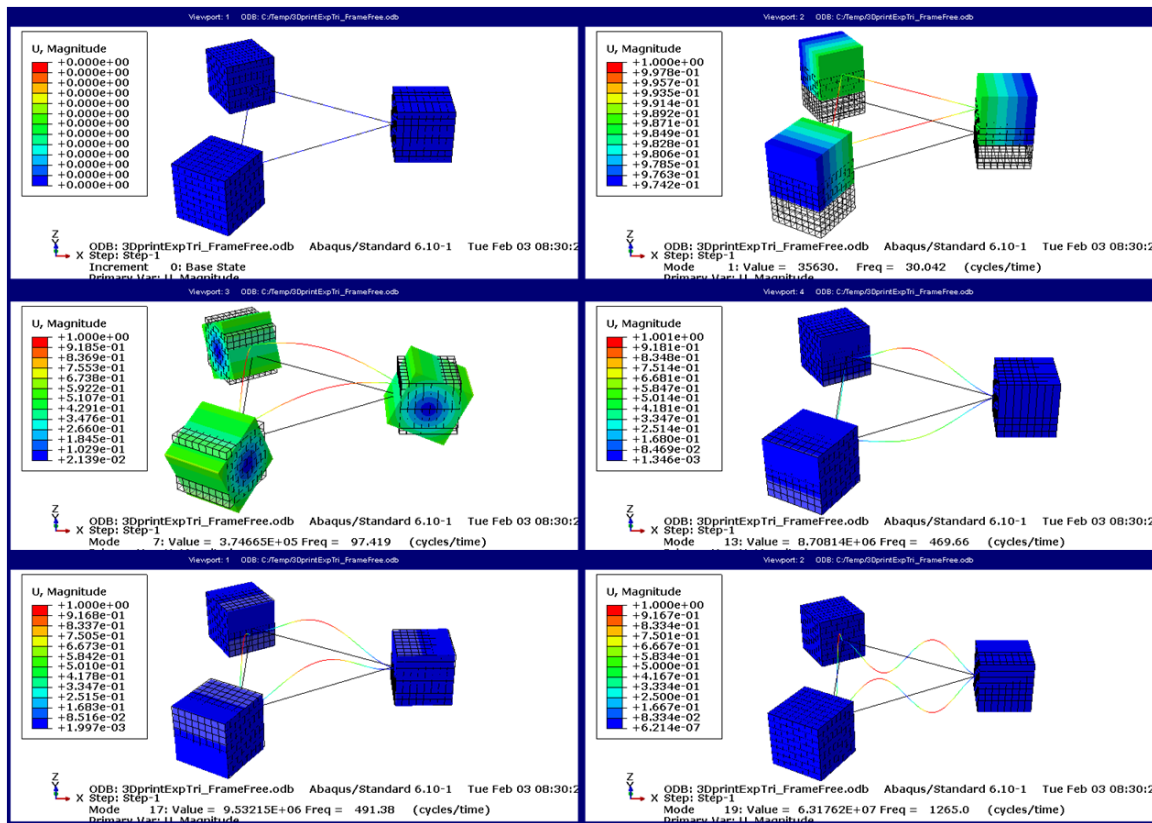 Viewport: 1 ODB: C:/Temp/3DprintExpTri_FrameFree.odb
U, Magnitude
+0.000e+00
+0.000e+00
+0.000e+00
+0.000e+00
+0.000e+00
+0.000e+00
+0.000e+00
+0.000e+00
+0.000e+00
+0.000e+00
+0.000e+00
+0.000e+00
+0.000e+00
Z
Y
X
ODB: 3DprintExpTri_FrameFree.odb Abaqus/Standard 6.10-1 Tue Feb 03 08:30:2
Step: Step-1
Increment 0: Base State
Primary Var: U, Magnitude
Viewport: 2 ODB: C:/Temp/3DprintExpTri_FrameFree.odb
U, Magnitude
+1.000e+00
+9.978e-01
+9.957e-01
+9.935e-01
+9.914e-01
+9.892e-01
+9.871e-01
+9.849e-01
+9.828e-01
+9.806e-01
+9.785e-01
+9.763e-01
+9.742e-01
Z
Y
X
ODB: 3DprintExpTri_FrameFree.odb Abaqus/Standard 6.10-1 Tue Feb 03 08:30:2
Step: Step-1
Mode 1: Value = 35630. Freq = 30.042 (cycles/time)
Primary Var: U, Magnitude
Viewport: 3 ODB: C:/Temp/3DprintExpTri_FrameFree.odb
U, Magnitude
+1.000e+00
+9.185e-01
+8.369e-01
+7.553e-01
+6.738e-01
+5.922e-01
+5.107e-01
+4.291e-01
+3.476e-01
+2.660e-01
+1.845e-01
+1.029e-01
+2.139e-02
Z
Y
X
ODB: 3DprintExpTri_FrameFree.odb Abaqus/Standard 6.10-1 Tue Feb 03 08:30:2
Step: Step-1
Mode 7: Value = 3.74665E+05 Freq = 97.419 (cycles/time)
Viewport: 4 ODB: C:/Temp/3DprintExpTri_FrameFree.odb
U, Magnitude
+1.001e+00
+9.181e-01
+8.348e-01
+7.514e-01
+6.681e-01
+5.847e-01
+5.014e-01
+4.181e-01
+3.347e-01
+2.514e-01
+1.680e-01
+8.469e-02
+1.346e-03
Z
Y
X
ODB: 3DprintExpTri_FrameFree.odb Abaqus/Standard 6.10-1 Tue Feb 03 08:30:2
Step: Step-1
Mode 13: Value = 8.70814E+06 Freq = 469.66 (cycles/time)
Viewport: 1 ODB: C:/Temp/3DprintExpTri_FrameFree.odb
U, Magnitude
+1.000e+00
+9.168e-01
+8.337e-01
+7.505e-01
+6.673e-01
+5.842e-01
+5.010e-01
+4.178e-01
+3.347e-01
+2.515e-01
+1.683e-01
+8.516e-02
+1.997e-03
Z
Y
X
ODB: 3DprintExpTri_FrameFree.odb Abaqus/Standard 6.10-1 Tue Feb 03 08:30:2
Step: Step-1
Mode 17: Value = 9.53215E+06 Freq = 491.38 (cycles/time)
Primary Var: U, Magnitude
Viewport: 2 ODB: C:/Temp/3DprintExpTri_FrameFree.odb
U, Magnitude
+1.000e+00
+9.167e-01
+8.334e-01
+7.501e-01
+6.667e-01
+5.834e-01
+5.000e-01
+4.167e-01
+3.334e-01
+2.500e-01
+1.667e-01
+8.334e-02
+6.214e-07
Z
Y
X
ODB: 3DprintExpTri_FrameFree.odb Abaqus/Standard 6.10-1 Tue Feb 03 08:30:2
Step: Step-1
Mode 19: Value = 6.31762E+07 Freq = 1265.0 (cycles/time)
Primary Var: U, Magnitude